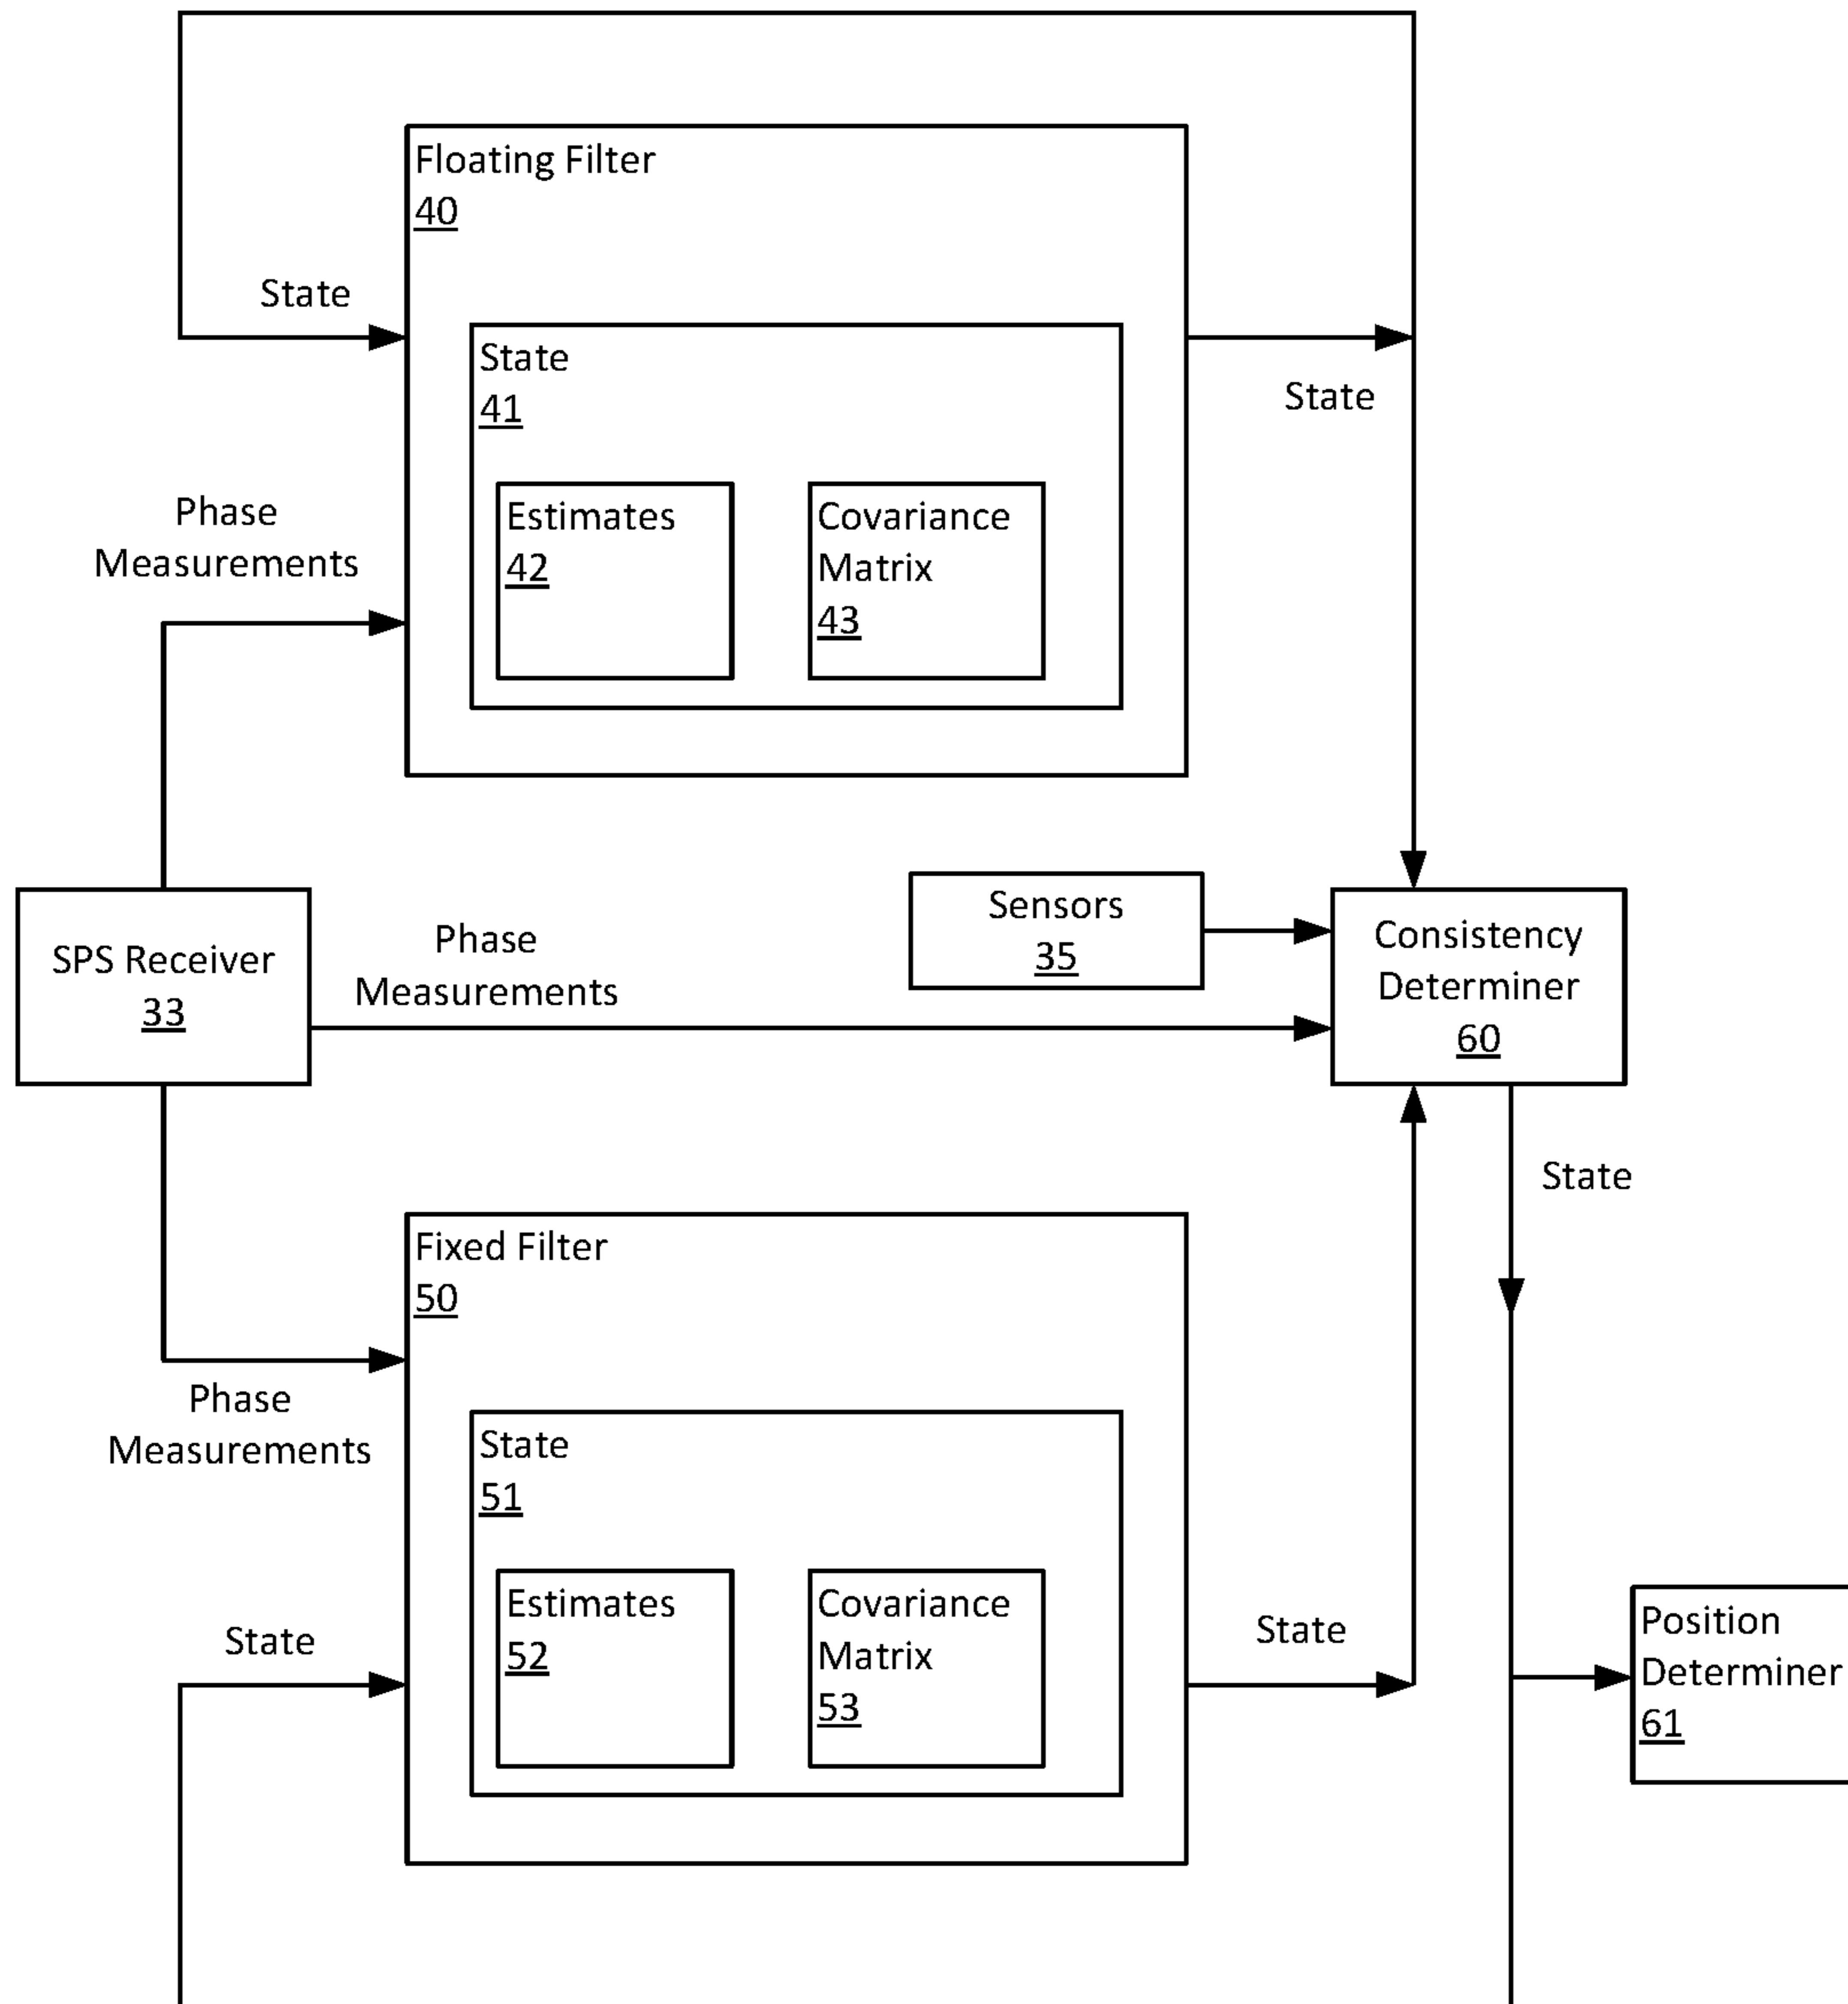 Floating Filter
40
State
State
41
State
Estimates
42
Covariance
Matrix
43
Phase
Measurements
SPS Receiver
33
Phase
Measurements
Sensors
35
Consistency
Determiner
60
State
Fixed Filter
50
Phase
Measurements
State
51
Estimates
52
Covariance
Matrix
53
State
State
Position
Determiner
61